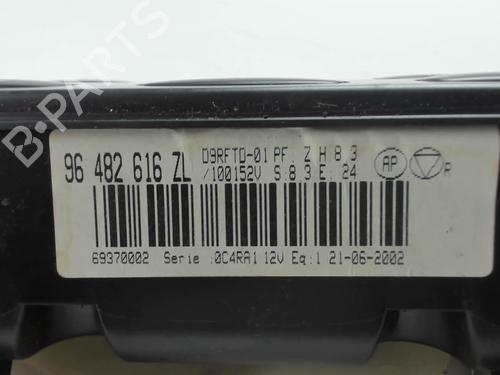 B-PARTS
96 482 616 ZL
D9RFTD-01 PF. Z H 8 3
/100152V S:8 3 E: 24
AP
R
69370002 Serie :0C4RA1 12V Eq:1 21-06-2002